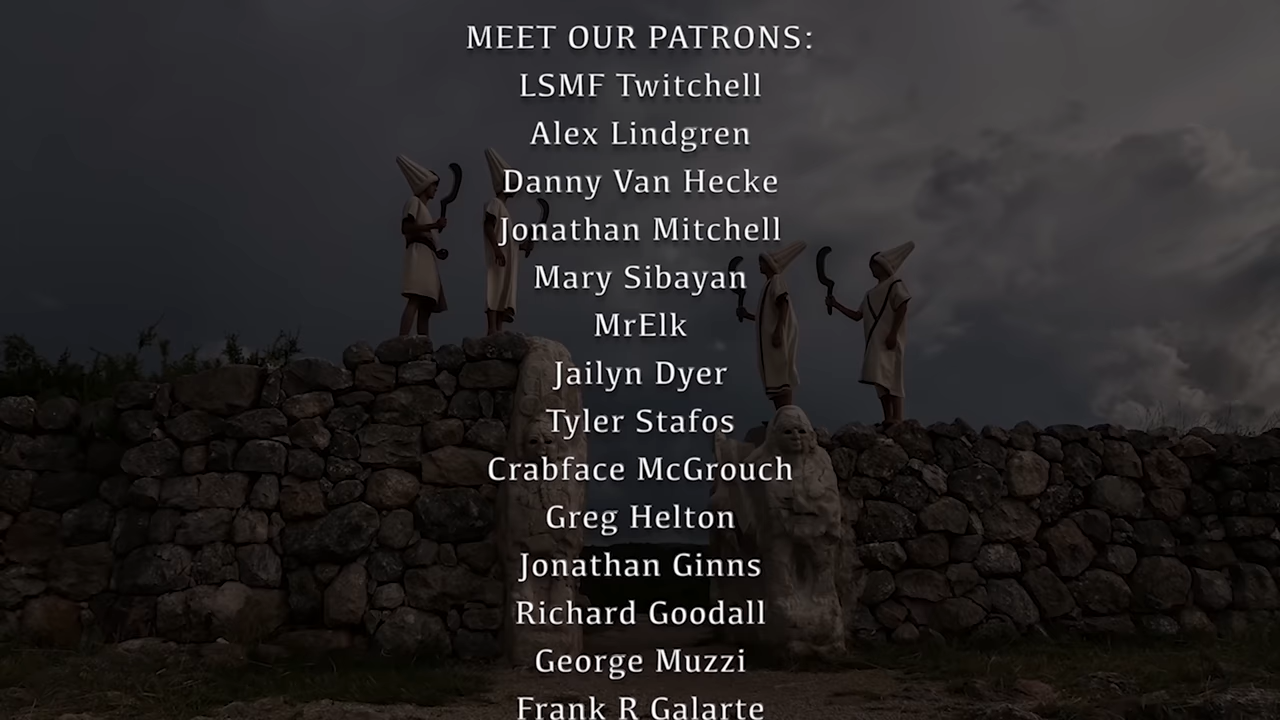 MEET OUR PATRONS:
LSMF Twitchell
Alex Lindgren
Danny Van Hecke
Jonathan Mitchell
Mary Sibayan
MrElk
Jailyn Dyer
Tyler Stafos
Crabface McGrouch
Greg Helton
Jonathan Ginns
Richard Goodall
George Muzzi
Frank R Galarte